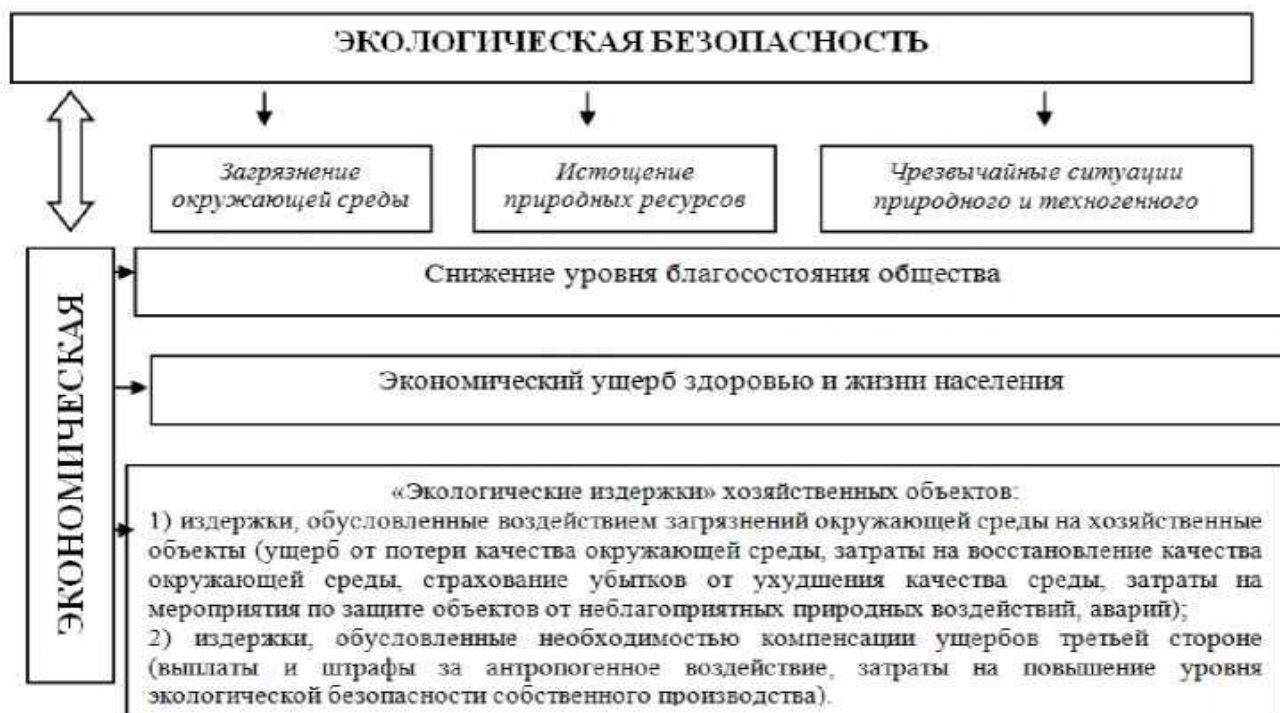 ЭКОЛОГИЧЕСКАЯ БЕЗОПАСНОСТЬ
Загрязнение
окружающей среды
Истощение
природных ресурсов
Чрезвычайные ситуации
природного и техногенного
ЭКОНОМИЧЕСКАЯ
Снижение уровня благосостояния общества
Экономический ущерб здоровью и жизни населения
«Экологические издержки» хозяйственных объектов:
1) издержки, обусловленные воздействием загрязнений окружающей среды на хозяйственные
объекты (ущерб от потери качества окружающей среды, затраты на восстановление качества
окружающей среды, страхование убытков от ухудшения качества среды, затраты на
мероприятия по защите объектов от неблагоприятных природных воздействий, аварий);
2) издержки, обусловленные необходимостью компенсации ущербов третьей стороне
(выплаты и штрафы за антропогенное воздействие, затраты на повышение уровня
экологической безопасности собственного производства).